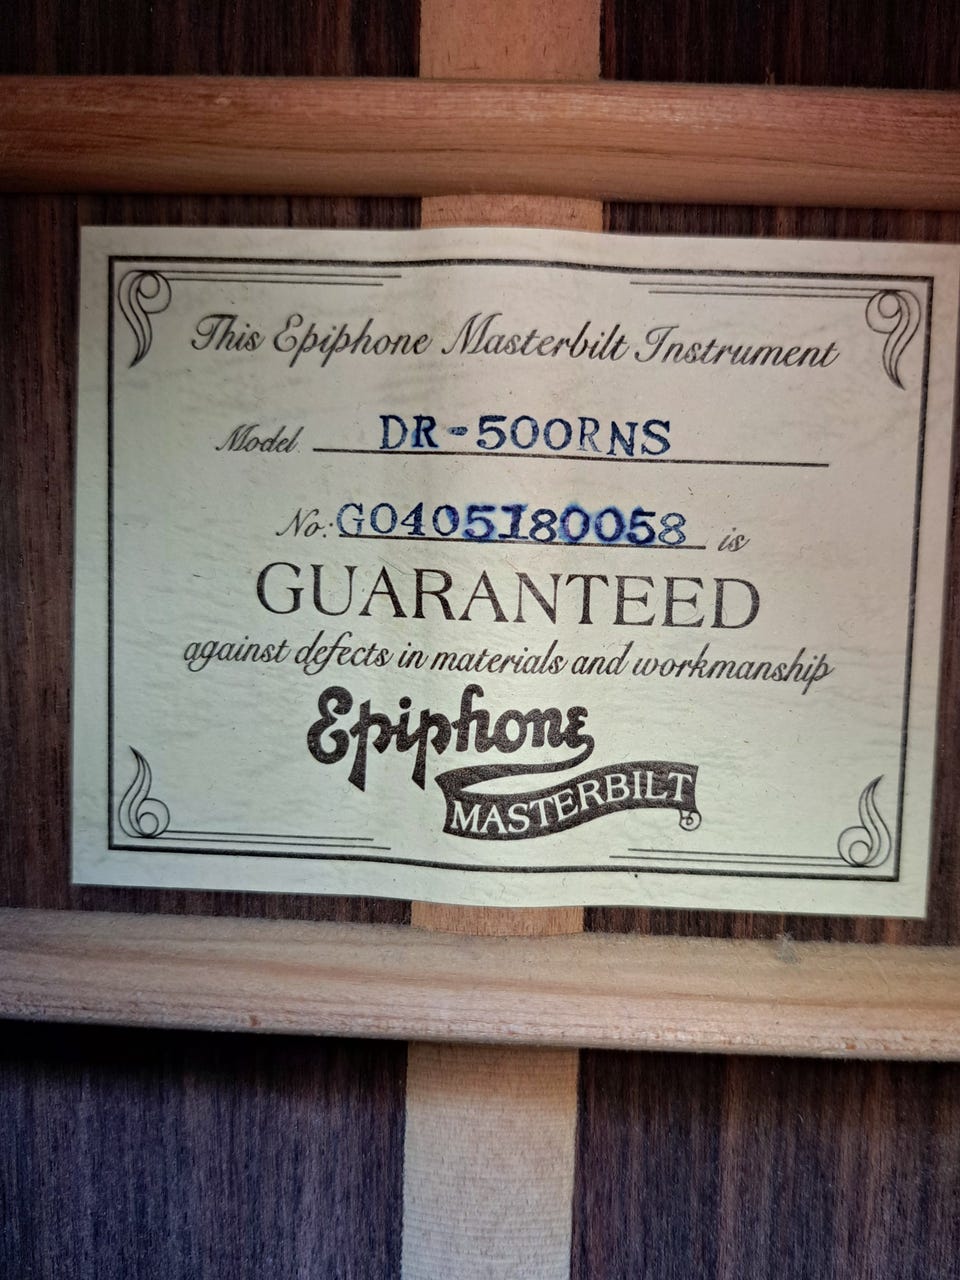 This Epiphone Masterbilt Instrument
Model DR-500RNS
No: G0405180058 is
GUARANTEED
against defects in materials and workmanship
Epiphone
MASTERBILT